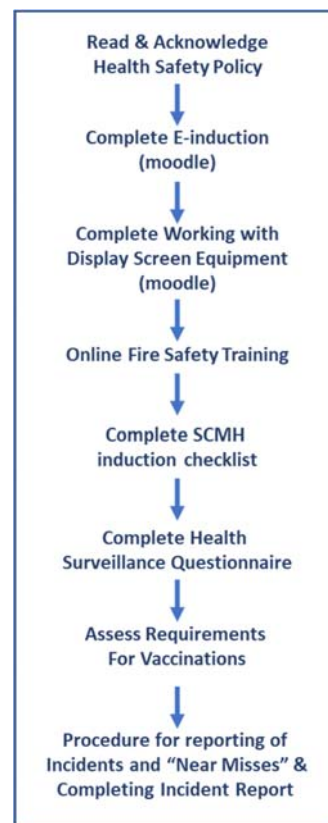 Read & Acknowledge
Health Safety Policy
Complete E-induction
(moodle)
Complete Working with
Display Screen Equipment
(moodle)
Online Fire Safety Training
Complete SCMH
induction checklist
Complete Health
Surveillance Questionnaire
Assess Requirements
For Vaccinations
Procedure for reporting of
Incidents and “Near Misses” &
Completing Incident Report